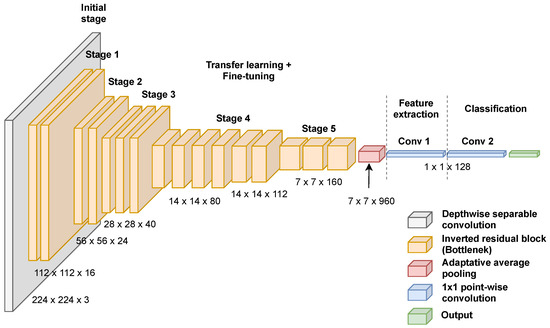 Initial
stage
Stage 1
Stage 2
Stage 3
Transfer learning +
Fine-tuning
Stage 4
Stage 5
Feature
extraction
Classification
Conv 1
Conv 2
1 x 1 x 128
7 x 7 x 960
7 x 7 x 160
14 x 14 x 112
14 x 14 x 80
28 x 28 x 40
56 x 56 x 24
112 x 112 x 16
224 x 224 x 3
Depthwise separable
convolution
Inverted residual block
(Bottlenek)
Adaptative average
pooling
1x1 point-wise
convolution
Output